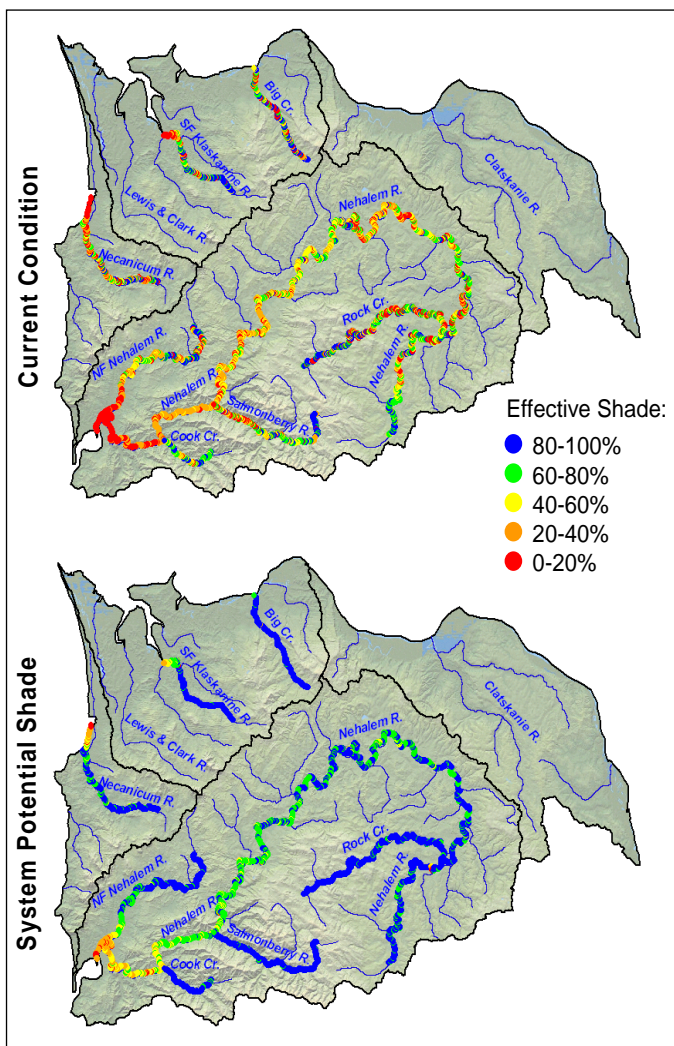 Current Condition
Big Cr.
SF Klaskanine R.
Clatskanie R.
Nehalem R.
Lewis & Clark R.
Necanicum R.
Rock Cr.
NF Nehalem R.
Nehalem R.
Nehalem R.
Salmonberry R.
Cook Cr.
Effective Shade:
80-100%
60-80%
40-60%
20-40%
0-20%
System Potential Shade
Big Cr.
SF Klaskanine R.
Clatskanie R.
Lewis & Clark R.
Nehalem R.
Necanicum R.
Rock Cr.
NF Nehalem R.
Nehalem R.
Nehalem R.
Salmonberry R.
Cook Cr.